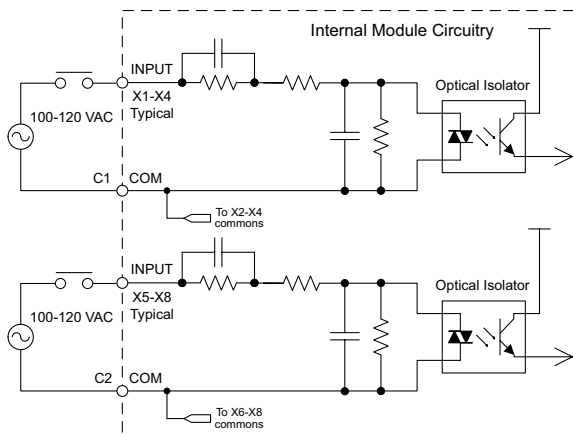 Internal Module Circuitry
INPUT
X1-X4
Typical
100-120 VAC
Optical Isolator
C1
COM
To X2-X4
commons
INPUT
X5-X8
Typical
100-120 VAC
Optical Isolator
C2
COM
To X6-X8
commons